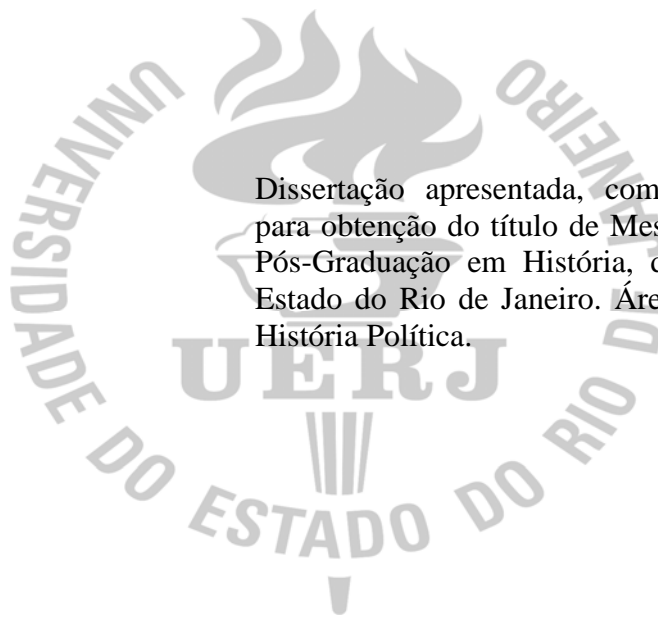 UNIVERSIDADE DO ESTADO DO RIO DE JANEIRO
UERJ
Dissertação apresentada, com
para obtenção do título de Mes
Pós-Graduação em História, d
Estado do Rio de Janeiro. Áre
História Política.